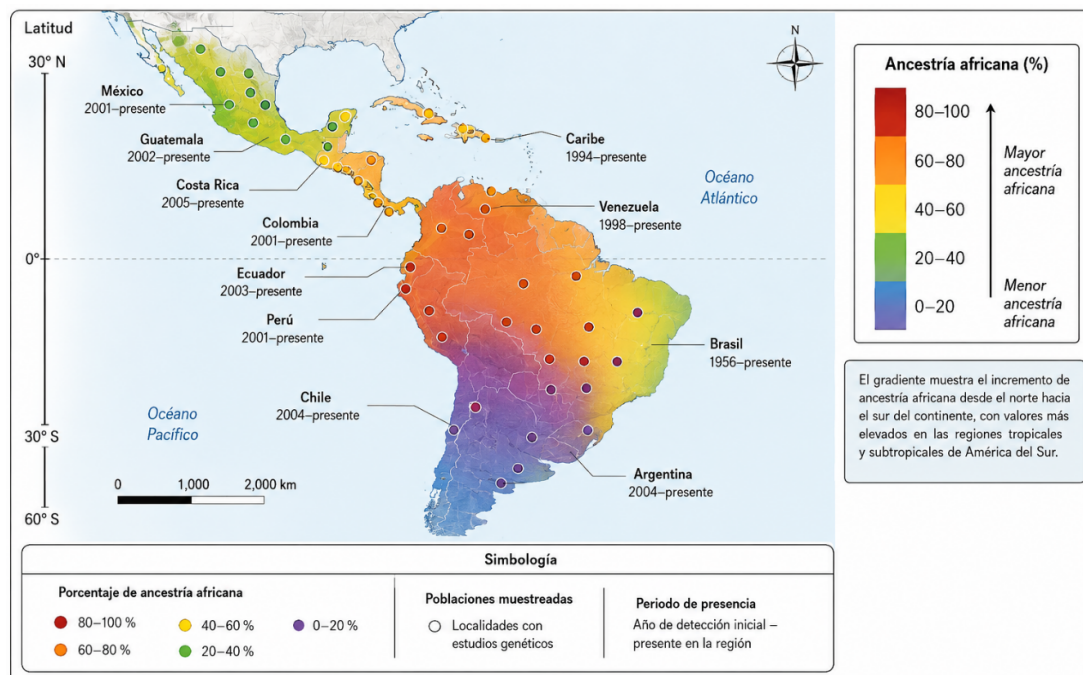 Latitud
30° N
0°
30° S
60° S
México
2001–presente
Guatemala
2002–presente
Costa Rica
2005–presente
Colombia
2001–presente
Ecuador
2003–presente
Perú
2001–presente
Chile
2004–presente
Caribe
1994–presente
Venezuela
1998–presente
Brasil
1956–presente
Argentina
2004–presente
Océano
Atlántico
Océano
Pacífico
N
0 1,000 2,000 km
Ancestría africana (%)
80–100
60–80
40–60
20–40
0–20
Mayor
ancestría
africana
Menor
ancestría
africana
El gradiente muestra el incremento de
ancestría africana desde el norte hacia
el sur del continente, con valores más
elevados en las regiones tropicales
y subtropicales de América del Sur.
Simbología
Porcentaje de ancestría africana
80–100 %
60–80 %
40–60 %
20–40 %
0–20 %
Poblaciones muestreadas
Localidades con
estudios genéticos
Periodo de presencia
Año de detección inicial –
presente en la región